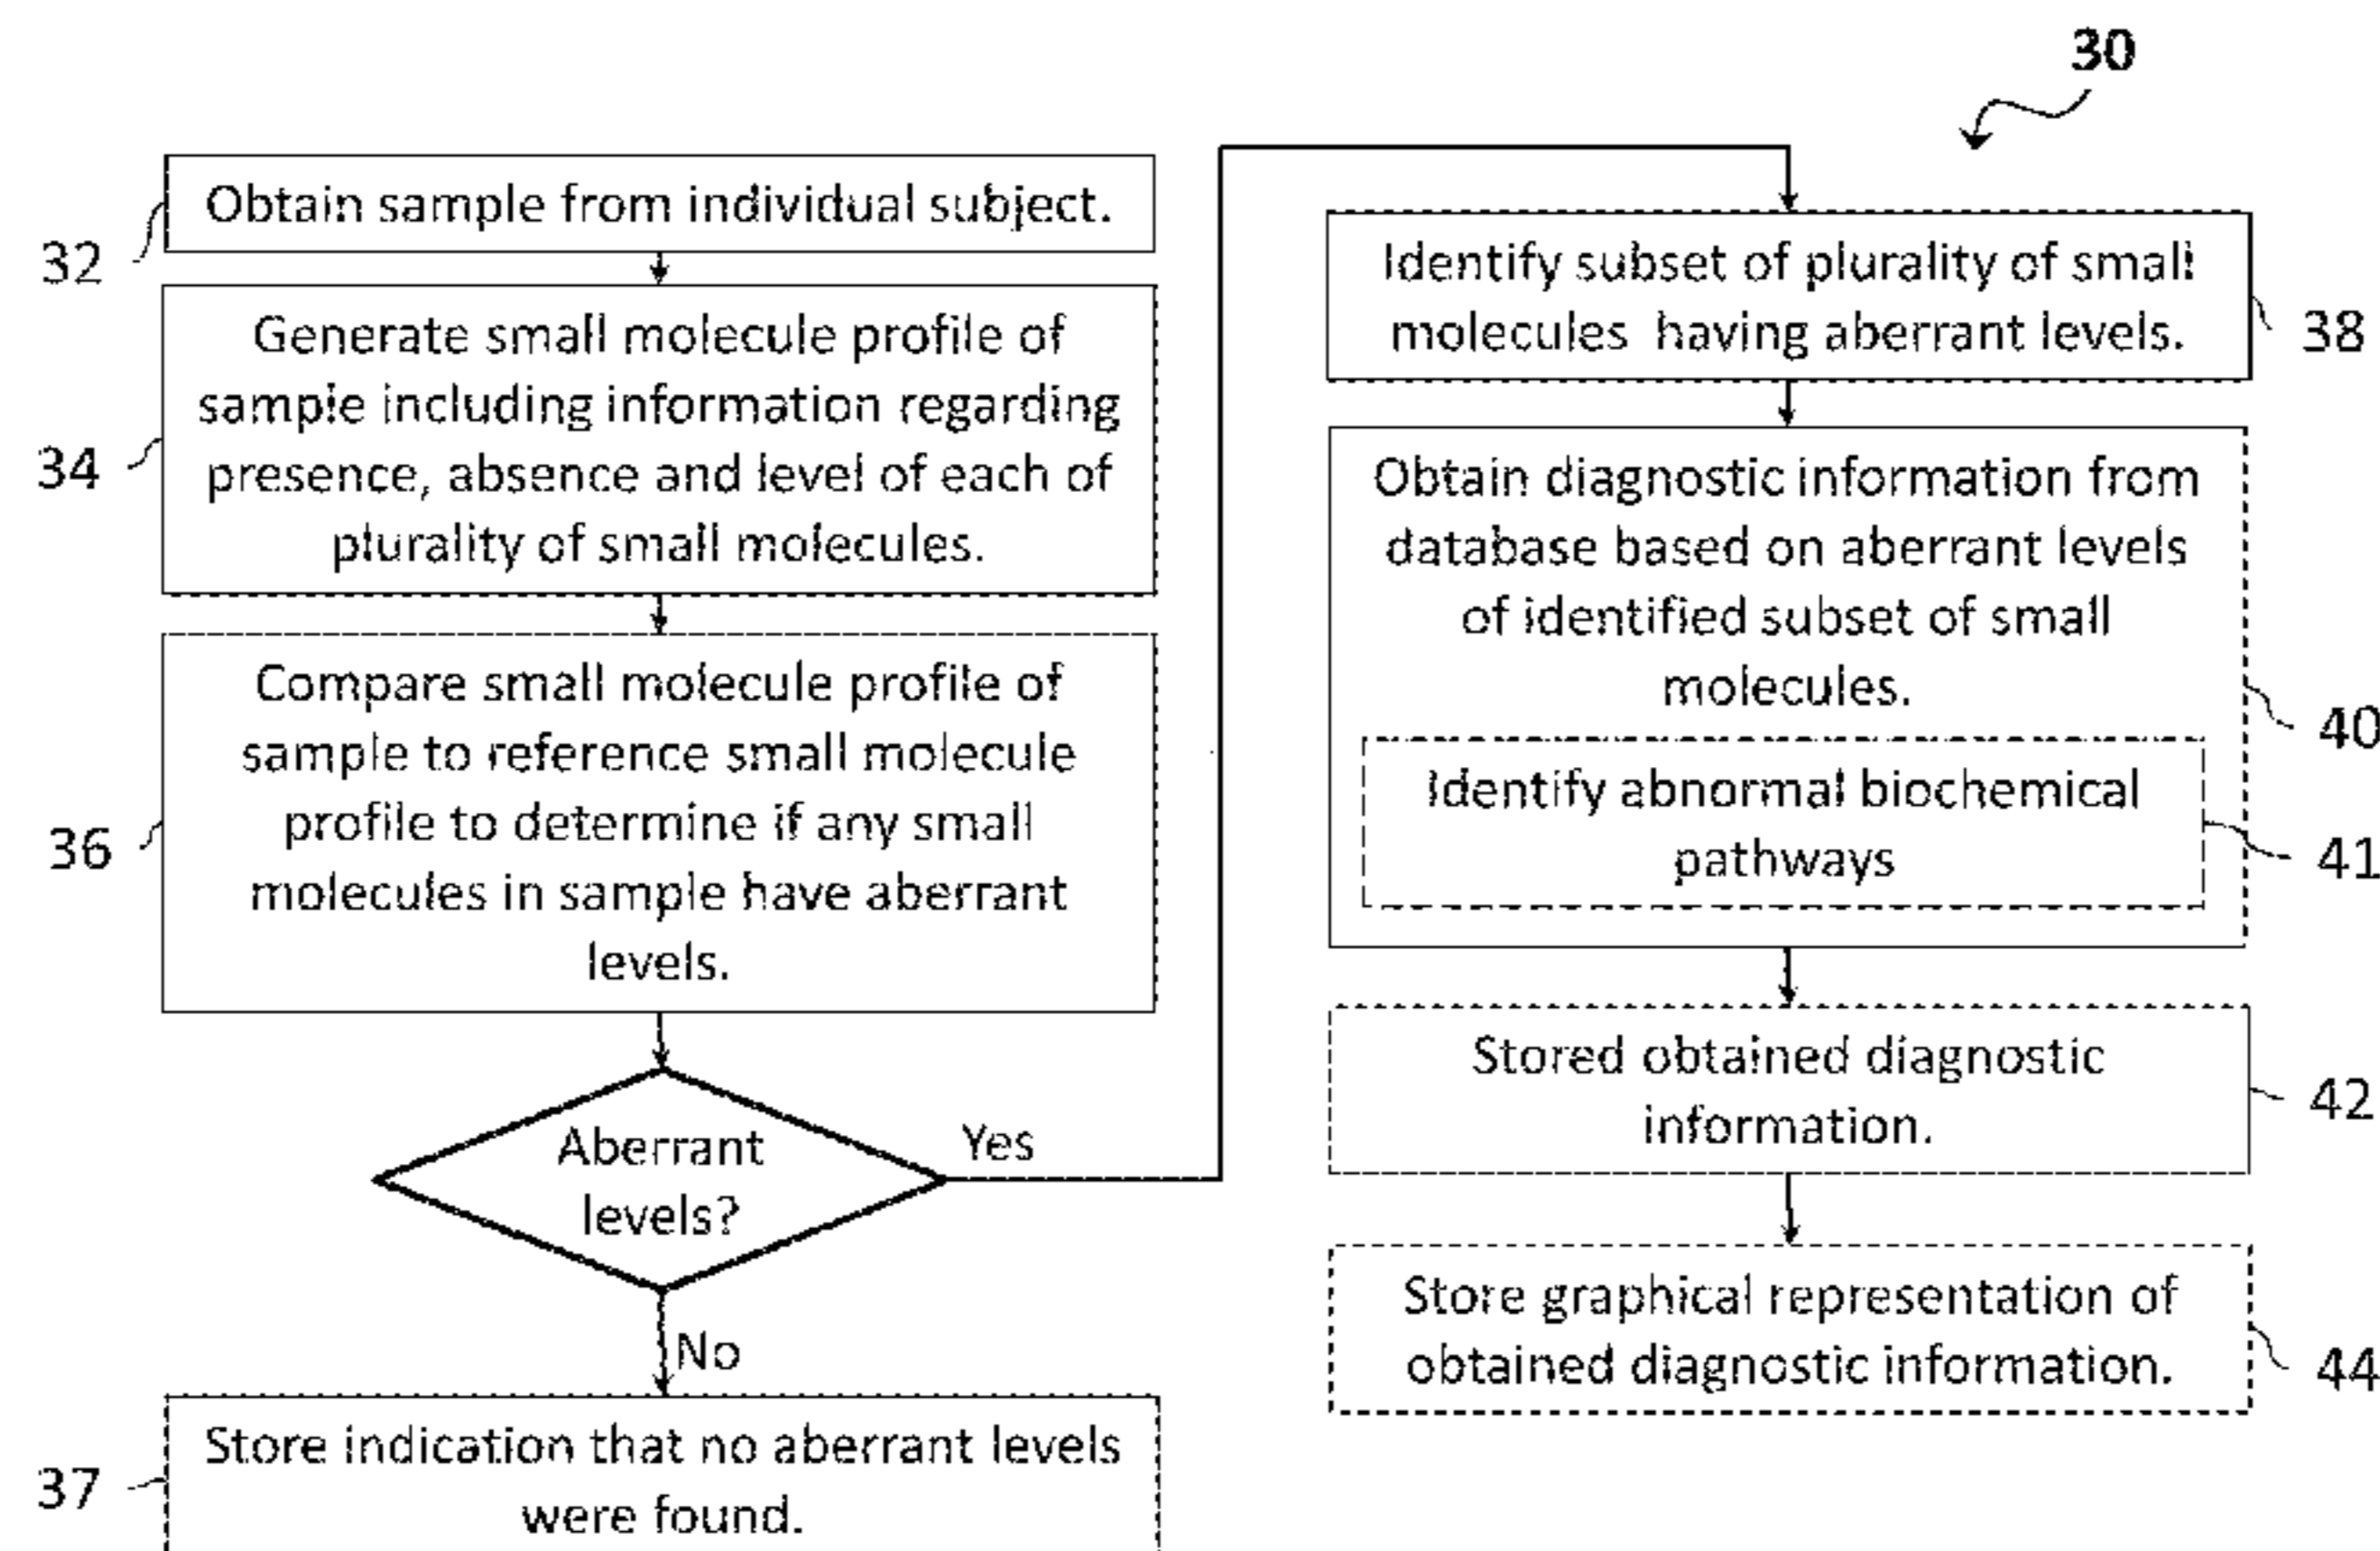 30
Obtain sample from individual subject.
32
Generate small molecule profile of
sample including information regarding
presence, absence and level of each of
plurality of small molecules.
34
Compare small molecule profile of
sample to reference small molecule
profile to determine if any small
molecules in sample have aberrant
levels.
36
Aberrant
levels?
Yes
No
Store indication that no aberrant levels
were found.
37
Identify subset of plurality of small
molecules having aberrant levels.
38
Obtain diagnostic information from
database based on aberrant levels
of identified subset of small
molecules.
40
Identify abnormal biochemical
pathways
41
Stored obtained diagnostic
information.
42
Store graphical representation of
obtained diagnostic information.
44